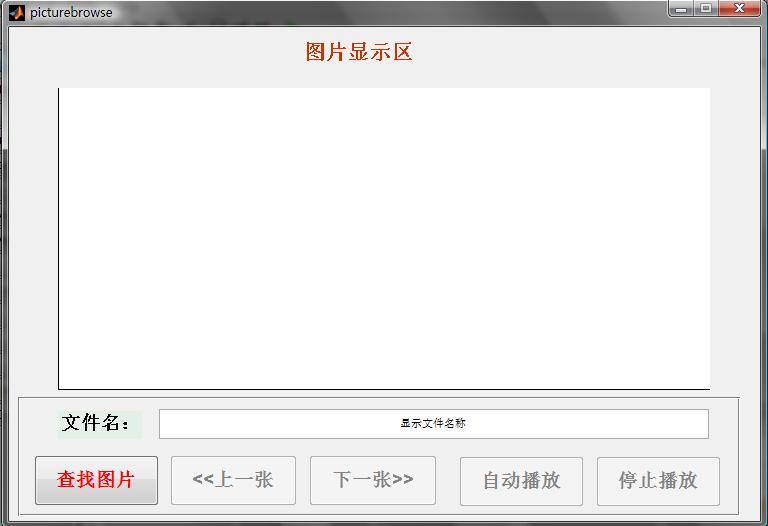 picturebrowse
图片显示区
文件名：
显示文件名称
查找图片
<<上一张
下一张>>
自动播放
停止播放